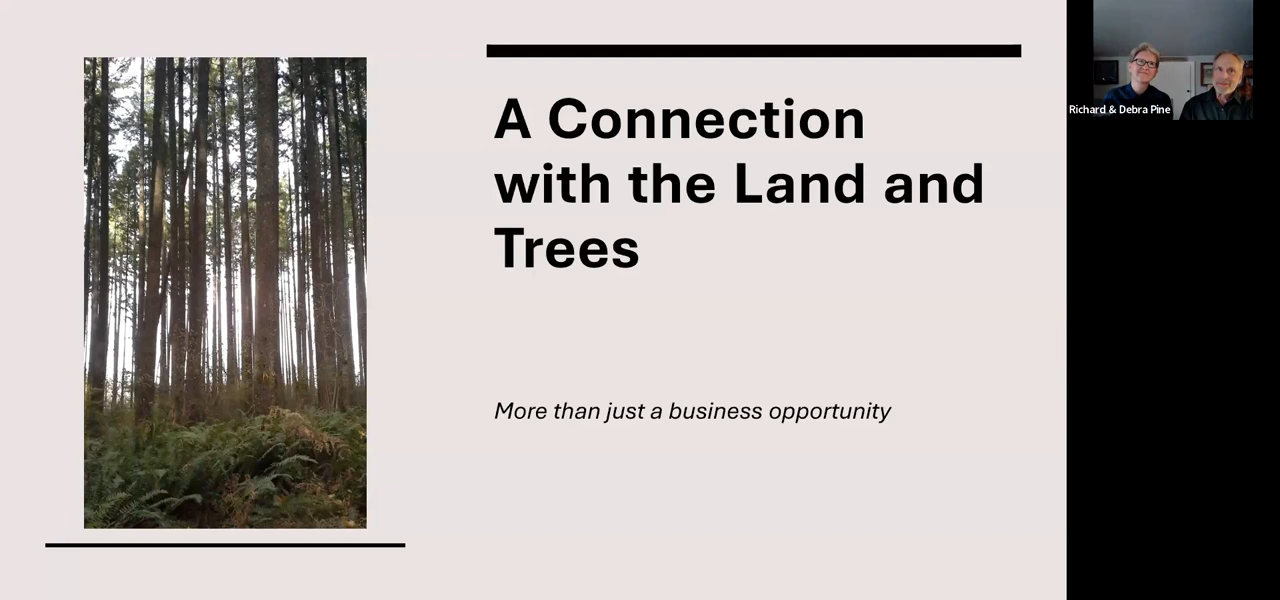 A Connection
with the Land and
Trees
More than just a business opportunity
Richard & Debra Pine